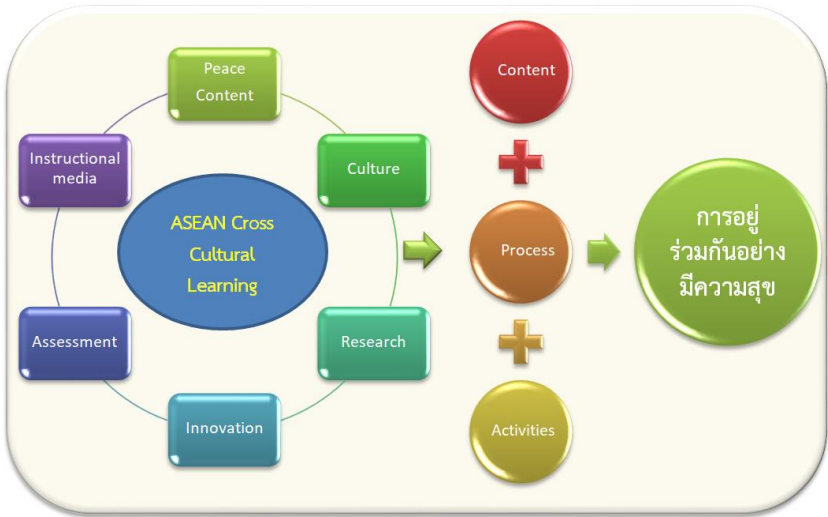 Peace
Content
Culture
Research
Innovation
Assessment
Instructional
media
ASEAN Cross
Cultural
Learning
Content
Process
Activities
การอยู่
ร่วมกันอย่าง
มีความสุข